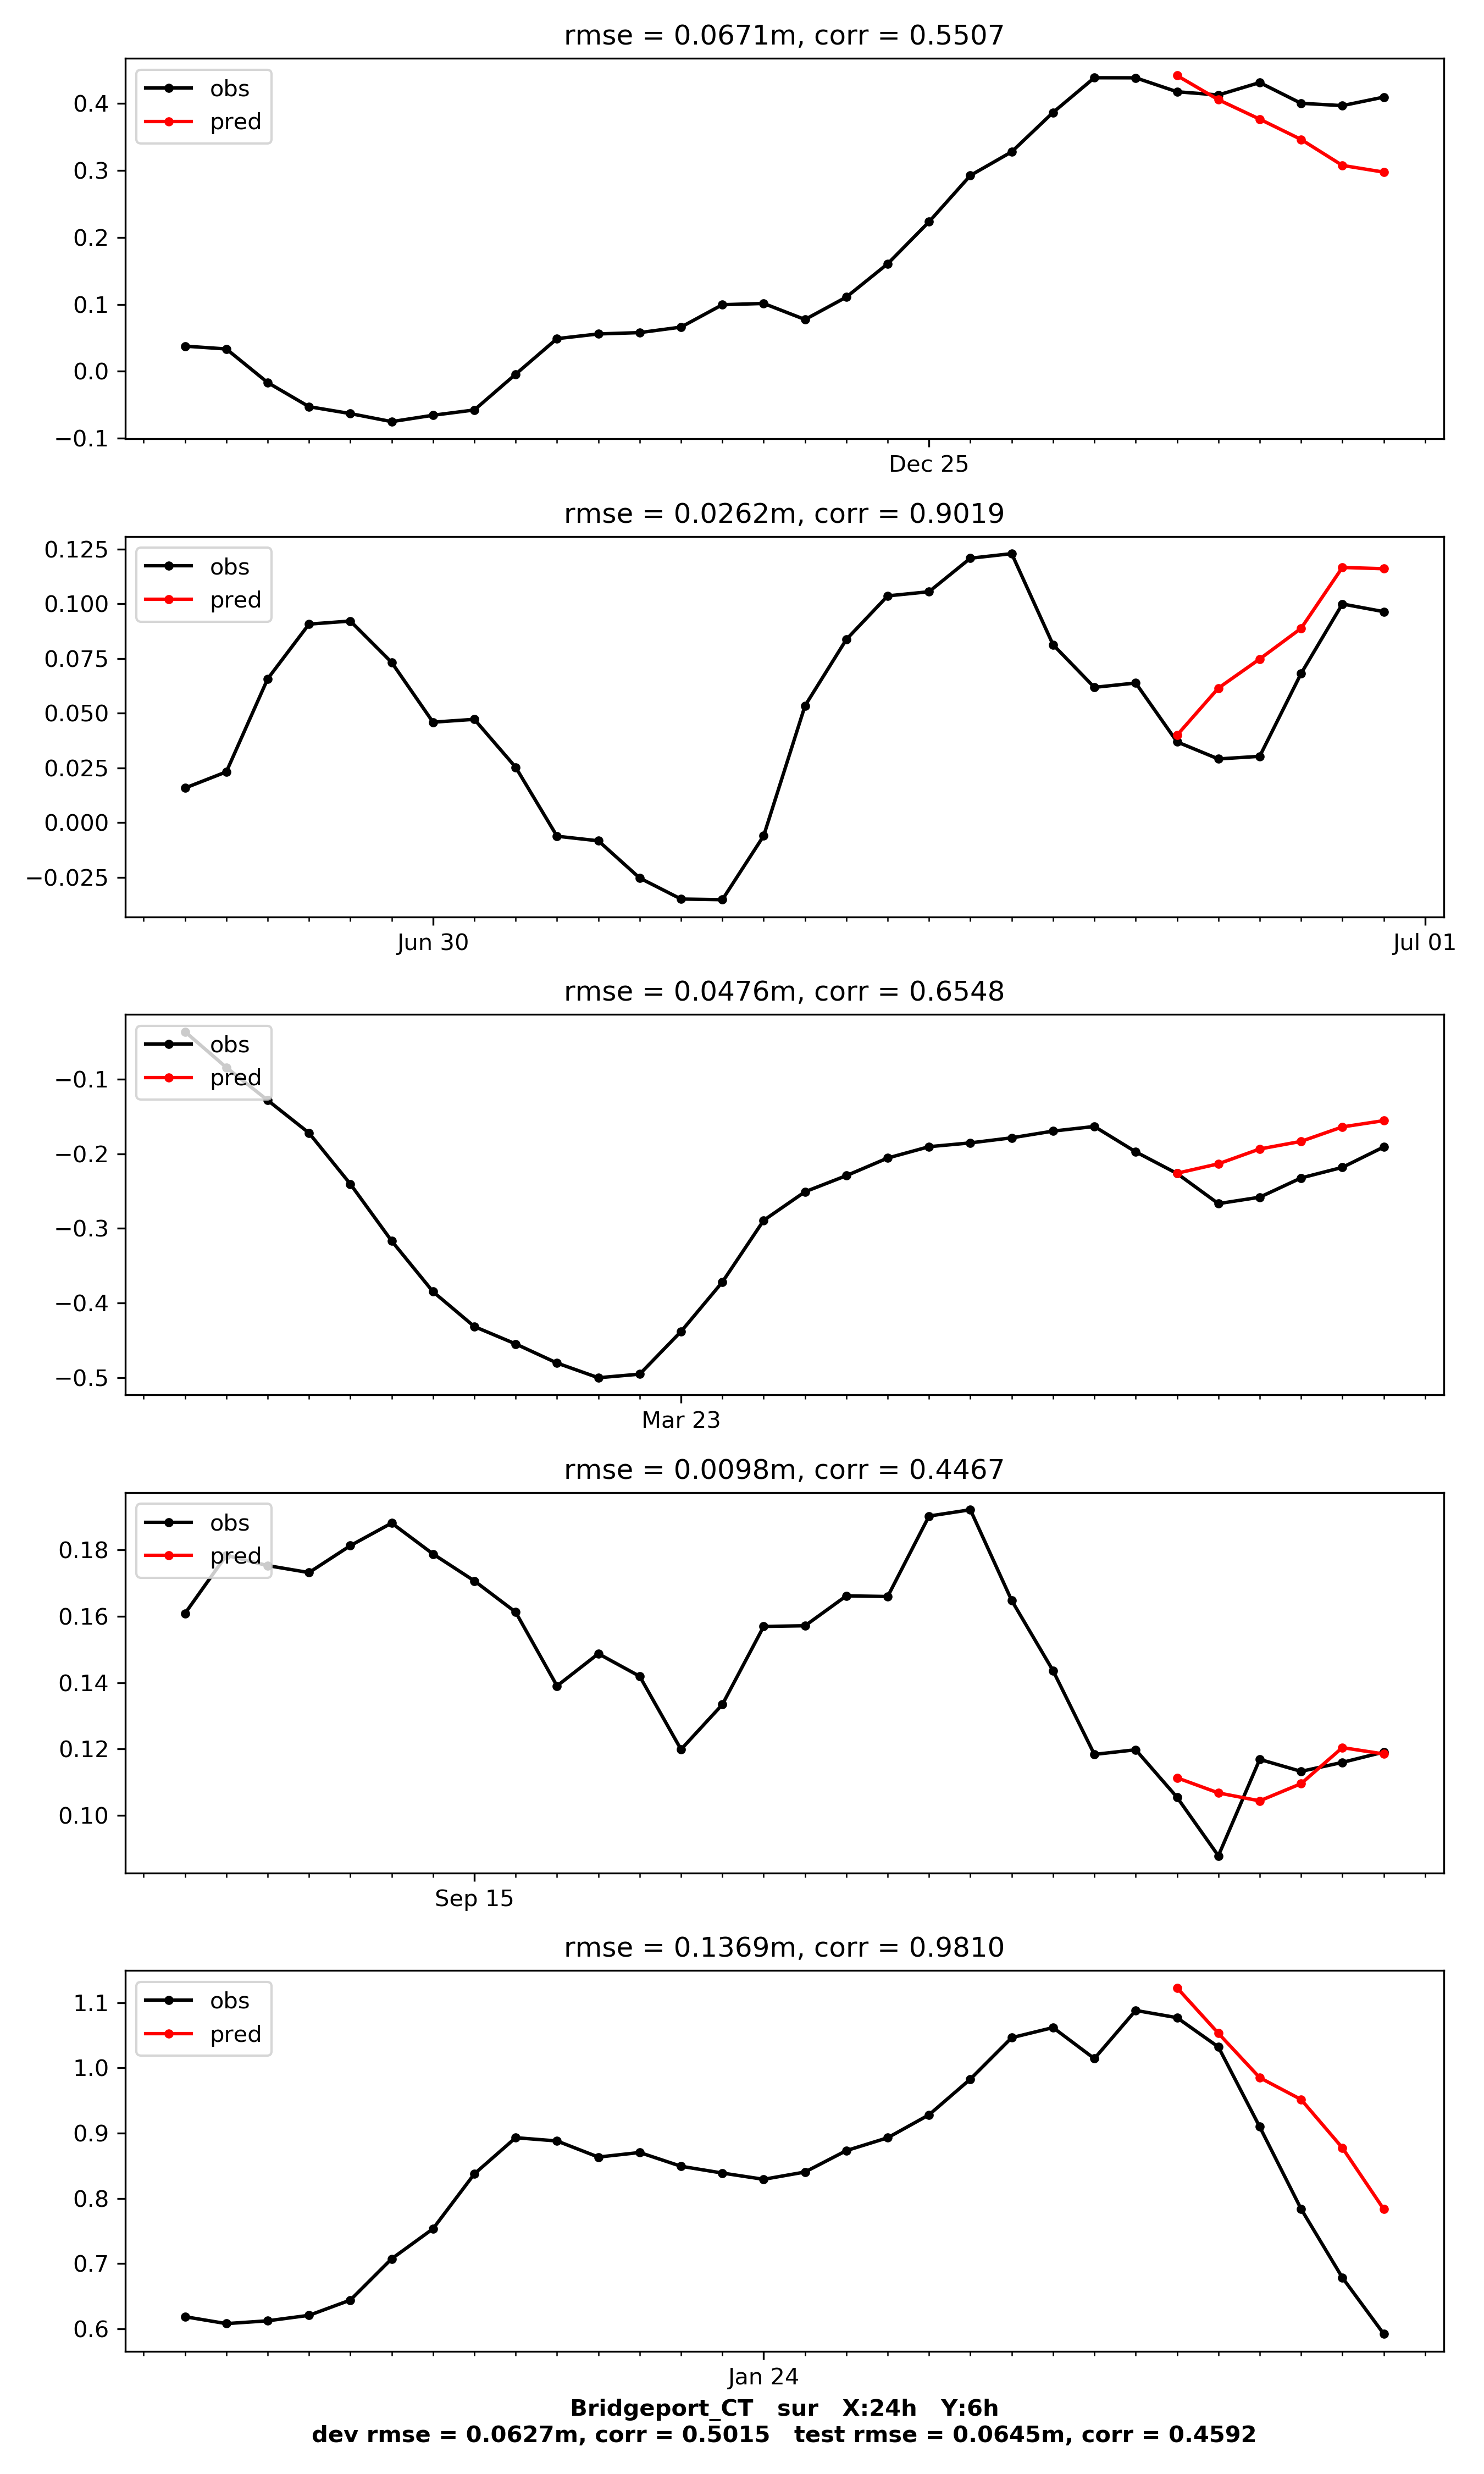 rmse = 0.0671m, corr = 0.5507
obs
pred
0.4
0.3
0.2
0.1
0.0
−0.1
Dec 25
rmse = 0.0262m, corr = 0.9019
obs
pred
0.125
0.100
0.075
0.050
0.025
0.000
−0.025
Jun 30 Jul 01
rmse = 0.0476m, corr = 0.6548
obs
pred
−0.1
−0.2
−0.3
−0.4
−0.5
Mar 23
rmse = 0.0098m, corr = 0.4467
obs
pred
0.18
0.16
0.14
0.12
0.10
Sep 15
rmse = 0.1369m, corr = 0.9810
obs
pred
1.1
1.0
0.9
0.8
0.7
0.6
Jan 24
Bridgeport_CT sur X:24h Y:6h
dev rmse = 0.0627m, corr = 0.5015 test rmse = 0.0645m, corr = 0.4592